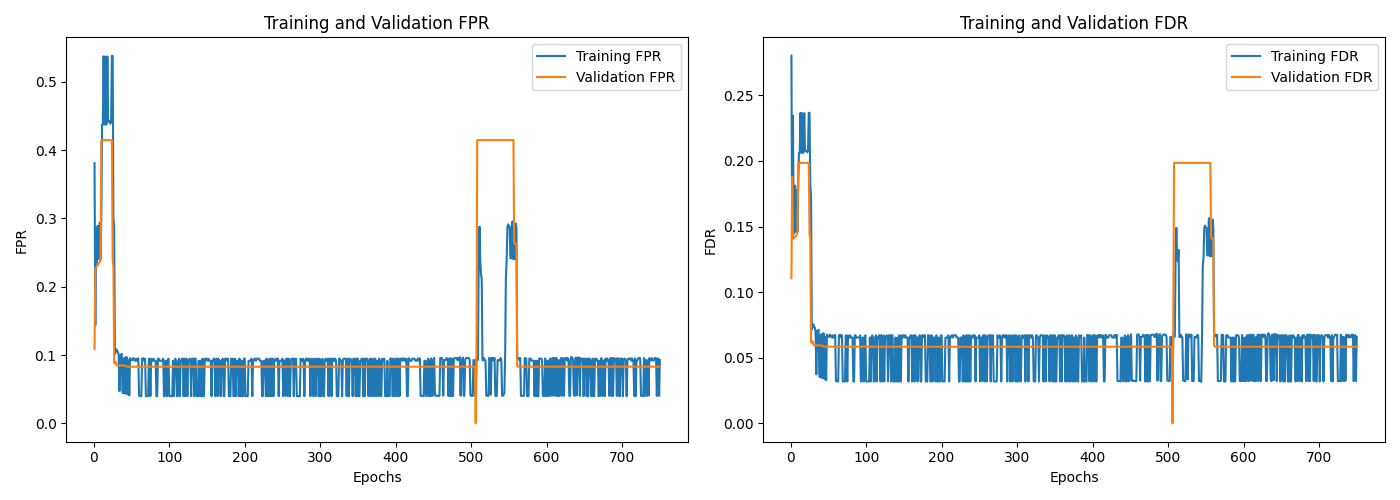 Training and Validation FPR
Training FPR
Validation FPR
0.5
0.4
0.3
0.2
0.1
0.0
FPR
0 100 200 300 400 500 600 700
Epochs
Training and Validation FDR
Training FDR
Validation FDR
0.25
0.20
0.15
0.10
0.05
0.00
FDR
0 100 200 300 400 500 600 700
Epochs